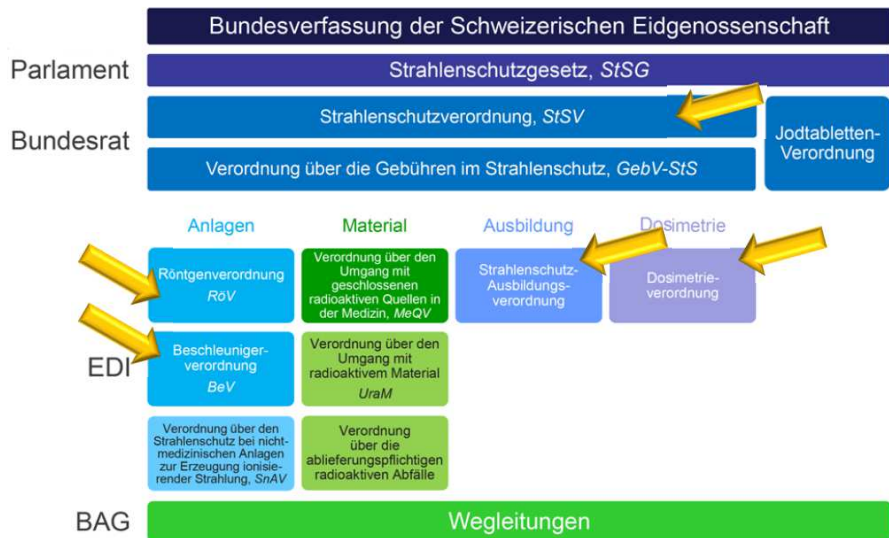 Bundesverfassung der Schweizerischen Eidgenossenschaft
Parlament
Strahlenschutzgesetz, StSG
Bundesrat
Strahlenschutzverordnung, StSV
Jodtabletten-
Verordnung
Verordnung über die Gebühren im Strahlenschutz, GebV-StS
Anlagen
Material
Ausbildung
Dosimetrie
Röntgenverordnung
RöV
Verordnung über den
Umgang mit
geschlossenen
radioaktiven Quellen in
der Medizin, MeQV
Strahlenschutz-
Ausbildungs-
verordnung
Dosimetrie-
verordnung
EDI
Beschleuniger-
verordnung
BeV
Verordnung über den
Umgang mit
radioaktivem Material
UraM
Verordnung über den
Strahlenschutz bei nicht-
medizinischen Anlagen
zur Erzeugung ionisie-
render Strahlung, SnAV
Verordnung
über die
ablieferungspflichtigen
radioaktiven Abfälle
BAG
Wegleitungen